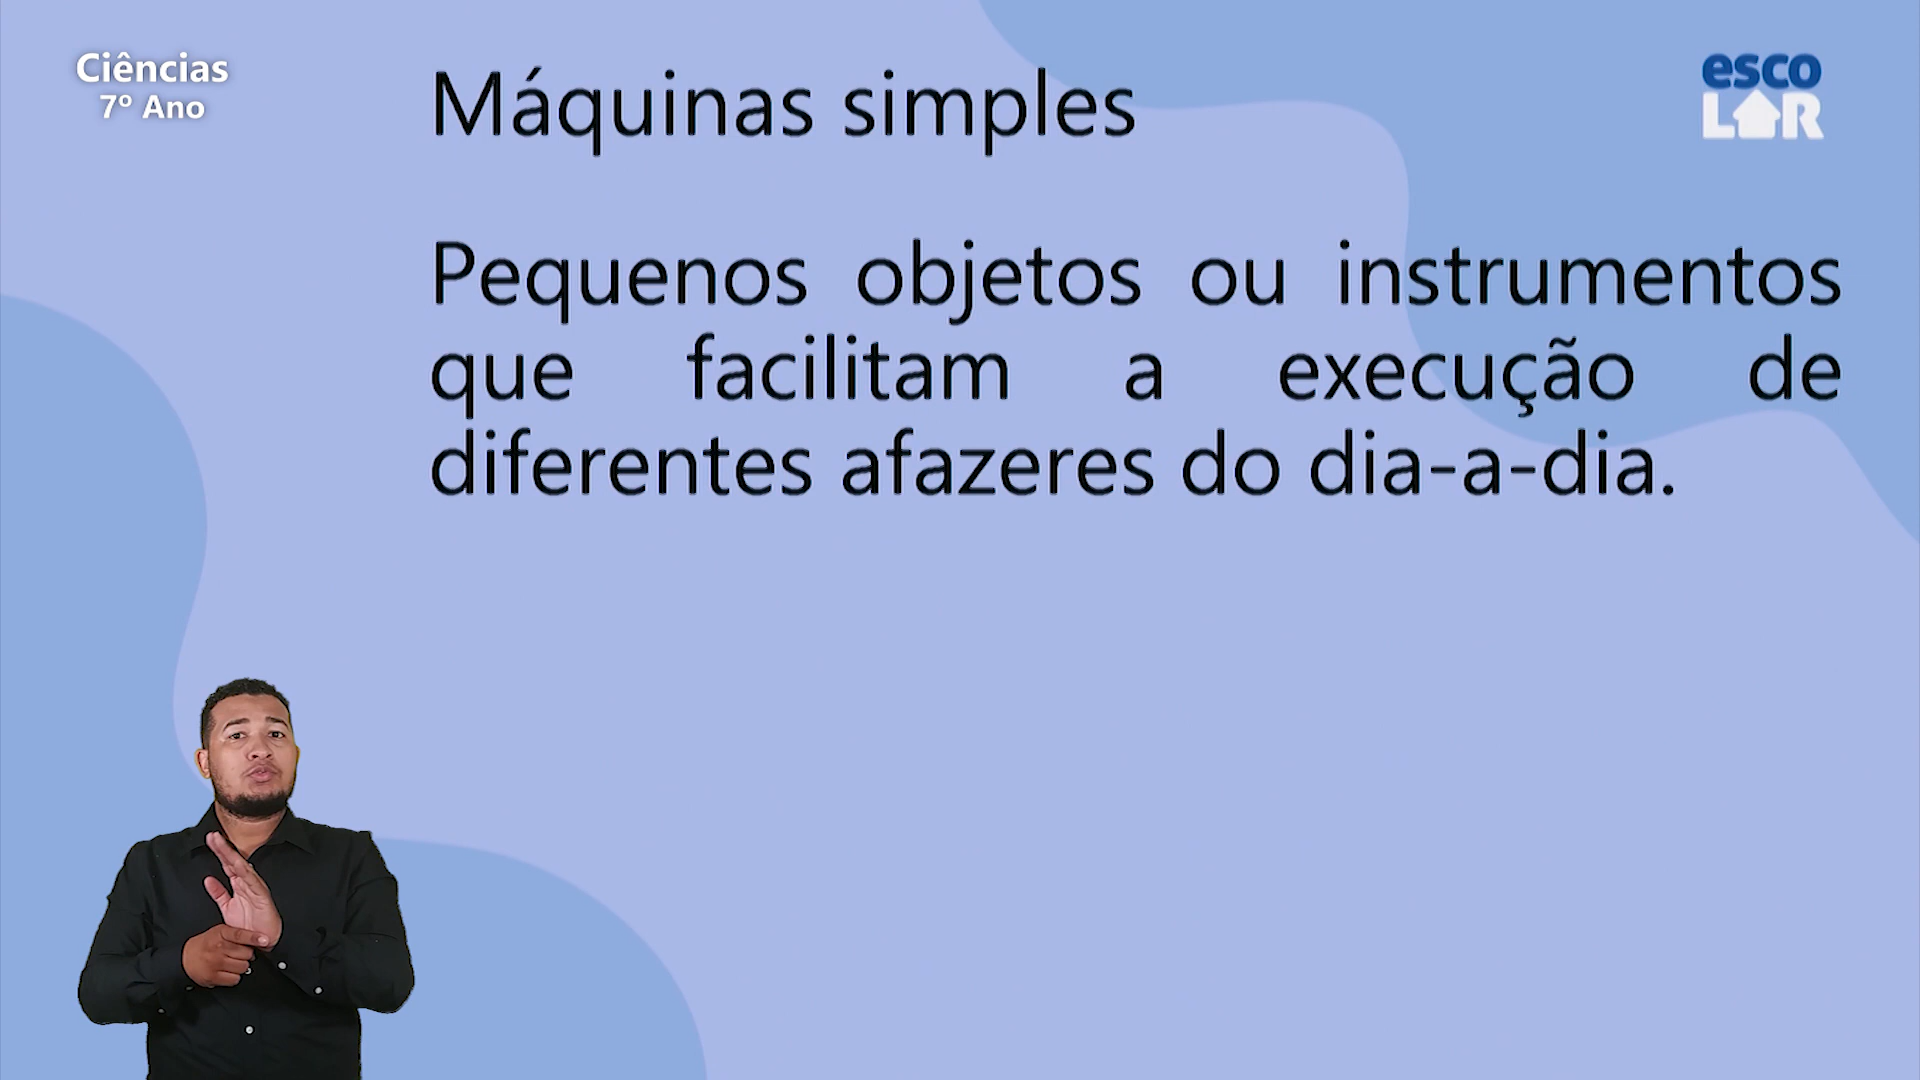 Ciências
7º Ano
Máquinas simples
esco
LAR
Pequenos objetos ou instrumentos
que facilitam a execução de
diferentes afazeres do dia-a-dia.